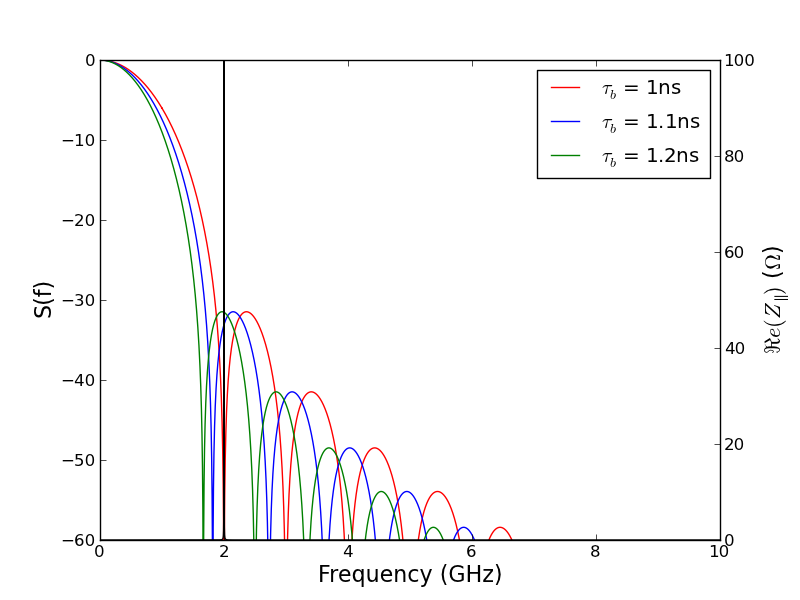 0
−10
−20
−30
−40
−50
−60
S(f)
100
80
60
40
20
0
ℜe(Z∥) (Ω)
τb = 1ns
τb = 1.1ns
τb = 1.2ns
0 2 4 6 8 10
Frequency (GHz)